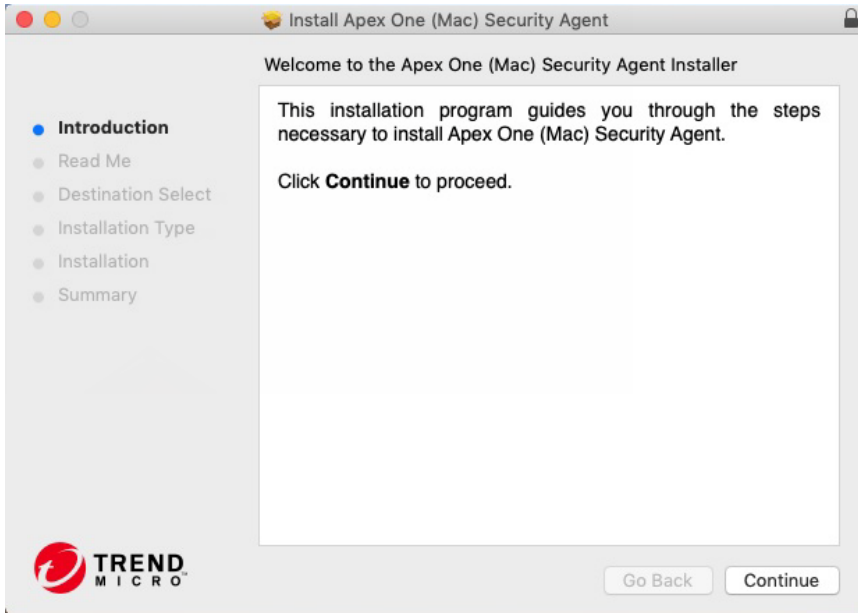 Install Apex One (Mac) Security Agent
Welcome to the Apex One (Mac) Security Agent Installer
Introduction
Read Me
Destination Select
Installation Type
Installation
Summary
This installation program guides you through the steps
necessary to install Apex One (Mac) Security Agent.
Click Continue to proceed.
TREND
MICRO™
Go Back
Continue